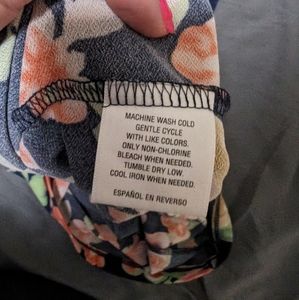 MACHINE WASH COLD
GENTLE CYCLE
WITH LIKE COLORS.
ONLY NON-CHLORINE
BLEACH WHEN NEEDED.
TUMBLE DRY LOW.
COOL IRON WHEN NEEDED.
ESPAÑOL EN REVERSO